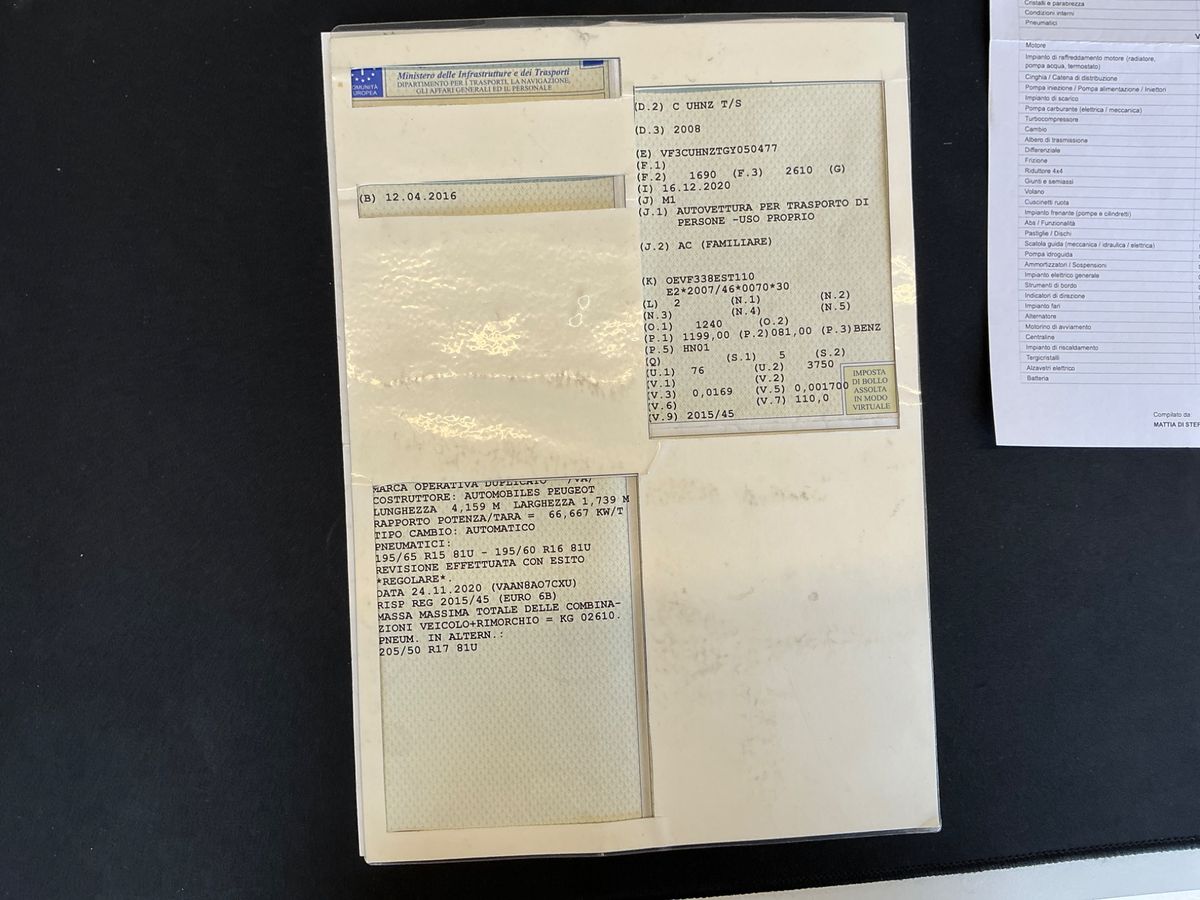 COMUNITÀ
EUROPEA
Ministero delle Infrastrutture e dei Trasporti
DIPARTIMENTO PER I TRASPORTI, LA NAVIGAZIONE,
GLI AFFARI GENERALI ED IL PERSONALE
(B) 12.04.2016
MARCA OPERATIVA DUPLICATO
COSTRUTTORE: AUTOMOBILES PEUGEOT
LUNGHEZZA 4,159 M LARGHEZZA 1,739 M
RAPPORTO POTENZA/TARA = 66,667 KW/T
TIPO CAMBIO: AUTOMATICO
PNEUMATICI:
195/65 R15 81U - 195/60 R16 81U
REVISIONE EFFETTUATA CON ESITO
*REGOLARE*.
DATA 24.11.2020 (VAAN8AO7CXU)
RISP REG 2015/45 (EURO 6B)
MASSA MASSIMA TOTALE DELLE COMBINA-
ZIONI VEICOLO+RIMORCHIO = KG 02610.
PNEUM. IN ALTERN.:
205/50 R17 81U
(D.2) C UHNZ T/S
(D.3) 2008
(E) VF3CUHNZTGY050477
(F.1)
(F.2) 1690 (F.3) 2610 (G)
(I) 16.12.2020
(J) M1
(J.1) AUTOVETTURA PER TRASPORTO DI
PERSONE -USO PROPRIO
(J.2) AC (FAMILIARE)
(K) OEVF338EST110
E2*2007/46*0070*30
(L) 2 (N.1) (N.2)
(N.3) (N.4) (N.5)
(O.1) 1240 (O.2)
(P.1) 1199,00 (P.2)081,00 (P.3)BENZ
(P.5) HN01
(Q) (S.1) 5 (S.2)
(U.1) 76 (U.2) 3750
(V.1) (V.2)
(V.3) 0,0169 (V.5) 0,001700
(V.6) (V.7) 110,0
(V.9) 2015/45
IMPOSTA
DI BOLLO
ASSOLTA
IN MODO
VIRTUALE
Cristalli e parabrezza
Condizioni interni
Pneumatici
V
Motore
Impianto di raffreddamento motore (radiatore,
pompa acqua, termostato)
Cinghia / Catena di distribuzione
Pompa iniezione / Pompa alimentazione / Iniettori
Impianto di scarico
Pompa carburante (elettrica / meccanica)
Turbocompressore
Cambio
Albero di trasmissione
Differenziale
Frizione
Riduttore 4x4
Giunti e semiassi
Volano
Cuscinetti ruota
Impianto frenante (pompe e cilindretti)
Abs / Funzionalità
Pastiglie / Dischi
Scatola guida (meccanica / idraulica / elettrica)
Pompa idroguida
Ammortizzatori / Sospensioni
Impianto elettrico generale
Strumenti di bordo
Indicatori di direzione
Impianto fari
Alternatore
Motorino di avviamento
Centraline
Impianto di riscaldamento
Tergicristalli
Alzavetri elettrico
Batteria
Compilato da
MATTIA DI STEF